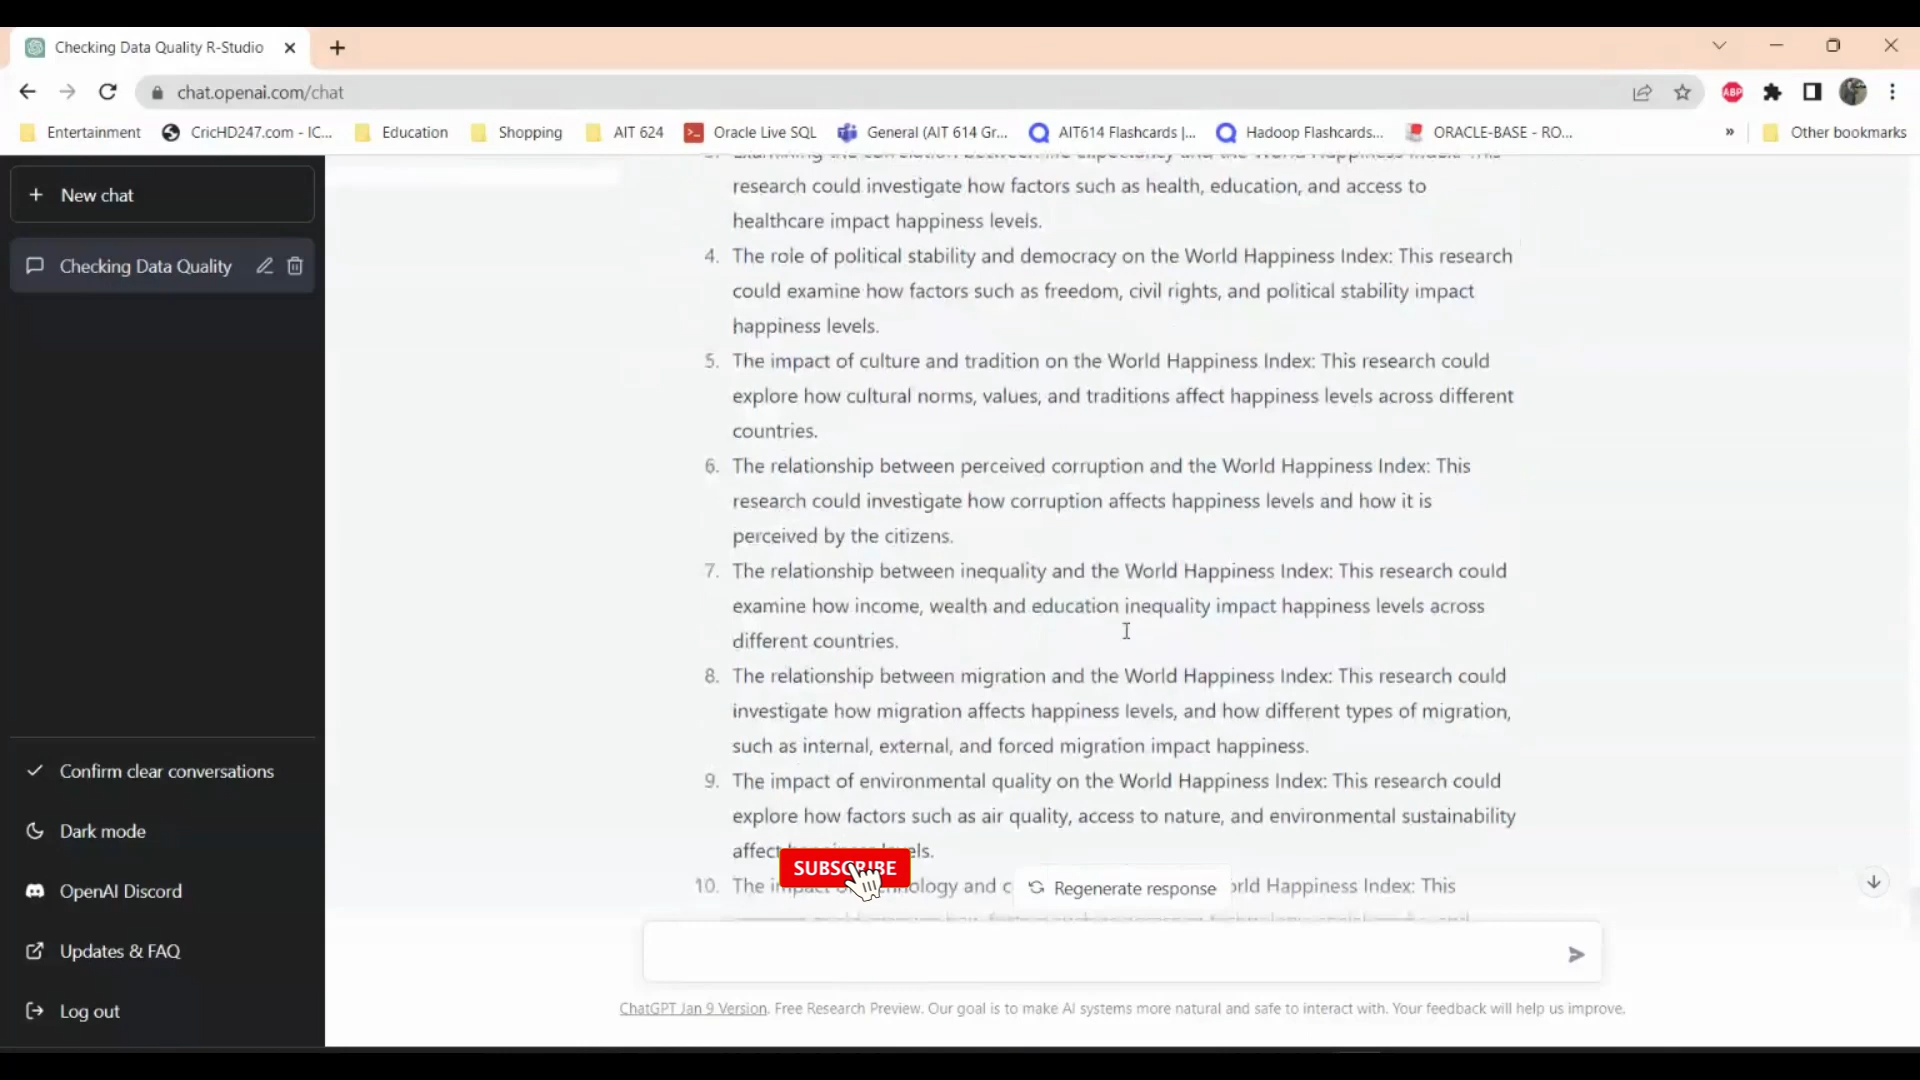 Checking Data Quality R-Studio
chat.openai.com/chat
ABP
Entertainment
CricHD247.com - IC...
Education
Shopping
AIT 624
Oracle Live SQL
General (AIT 614 Gr...
AIT614 Flashcards |...
Hadoop Flashcards...
ORACLE-BASE - RO...
»
Other bookmarks
+ New chat
Checking Data Quality
Confirm clear conversations
Dark mode
OpenAI Discord
Updates & FAQ
Log out
Examining the correlation between life expectancy and the World Happiness Index: This
research could investigate how factors such as health, education, and access to
healthcare impact happiness levels.
4. The role of political stability and democracy on the World Happiness Index: This research
could examine how factors such as freedom, civil rights, and political stability impact
happiness levels.
5. The impact of culture and tradition on the World Happiness Index: This research could
explore how cultural norms, values, and traditions affect happiness levels across different
countries.
6. The relationship between perceived corruption and the World Happiness Index: This
research could investigate how corruption affects happiness levels and how it is
perceived by the citizens.
7. The relationship between inequality and the World Happiness Index: This research could
examine how income, wealth and education inequality impact happiness levels across
different countries.
8. The relationship between migration and the World Happiness Index: This research could
investigate how migration affects happiness levels, and how different types of migration,
such as internal, external, and forced migration impact happiness.
9. The impact of environmental quality on the World Happiness Index: This research could
explore how factors such as air quality, access to nature, and environmental sustainability
affect
SUBSCRIBE
10. The Happiness Index: This
Regenerate response
ChatGPT Jan 9 Version. Free Research Preview. Our goal is to make AI systems more natural and safe to interact with. Your feedback will help us improve.